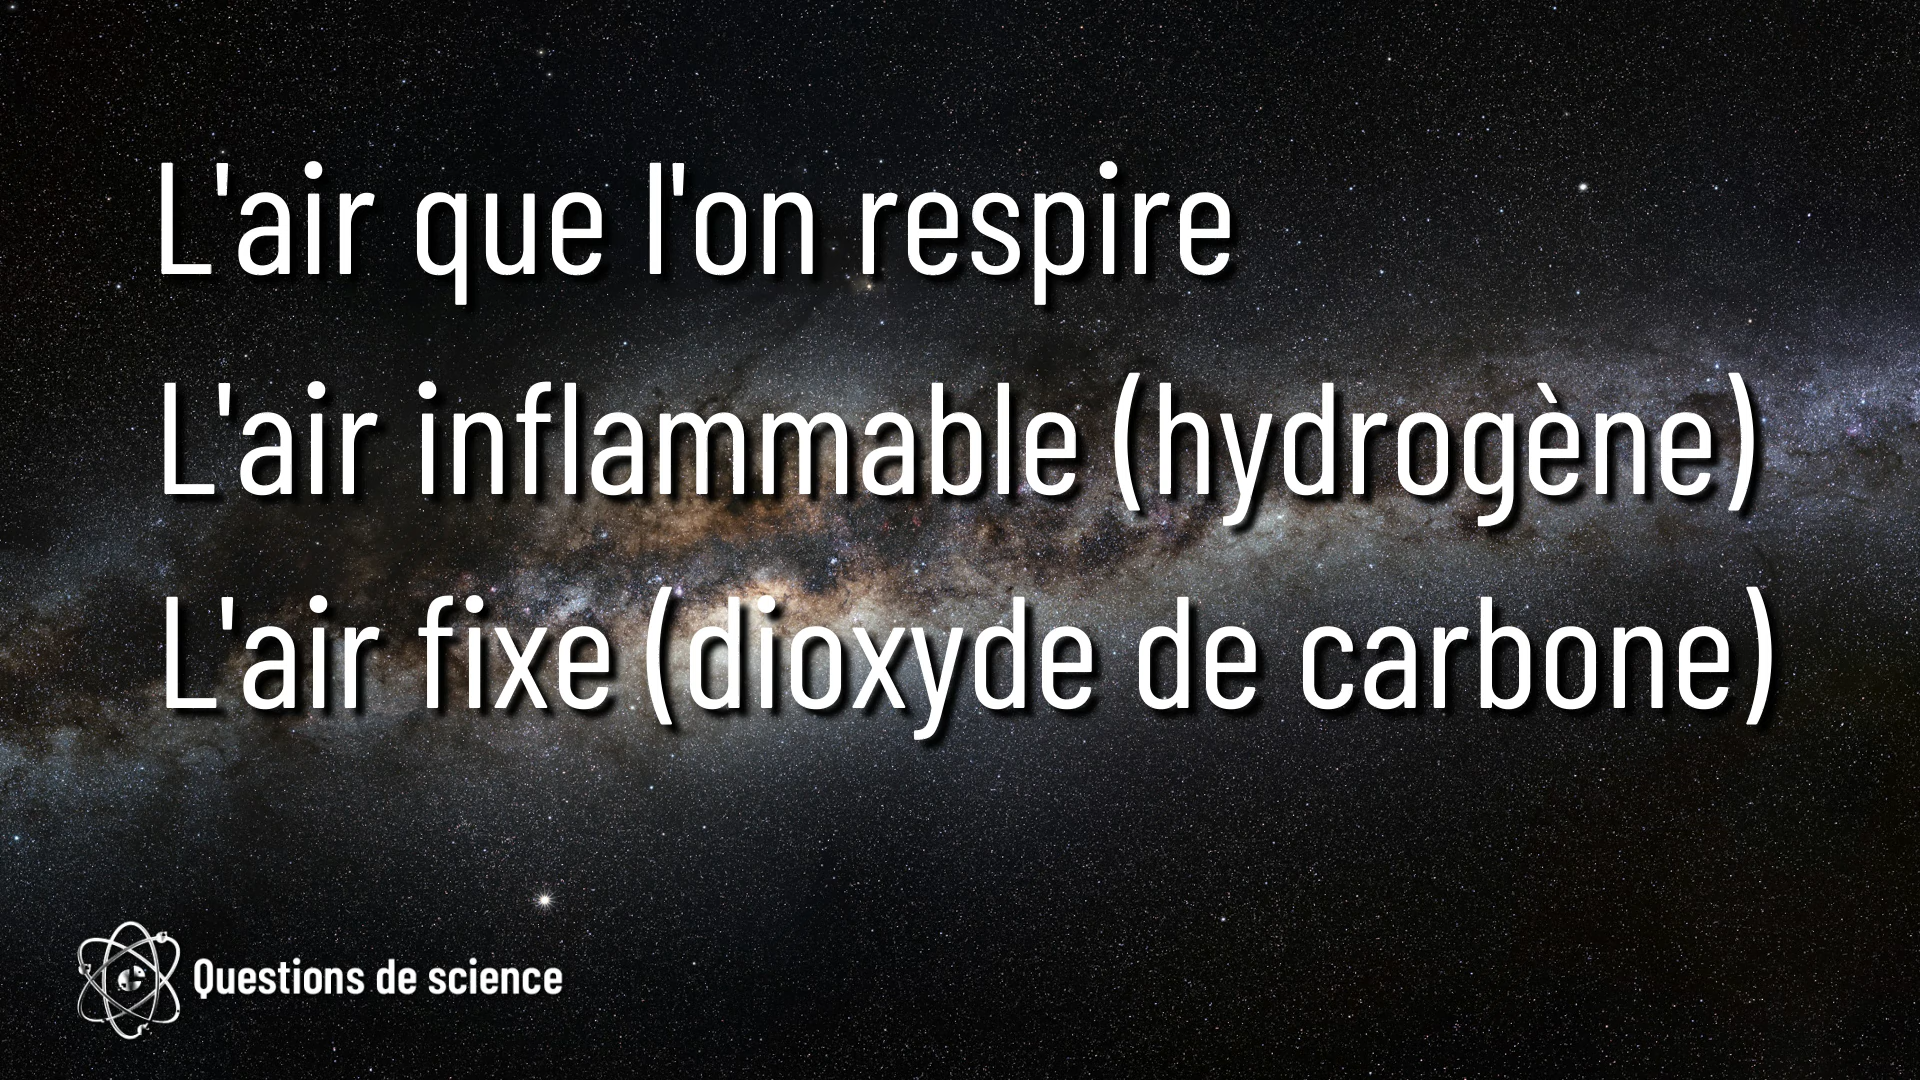 L'air que l'on respire
L'air inflammable (hydrogène)
L'air fixe (dioxyde de carbone)
Questions de science